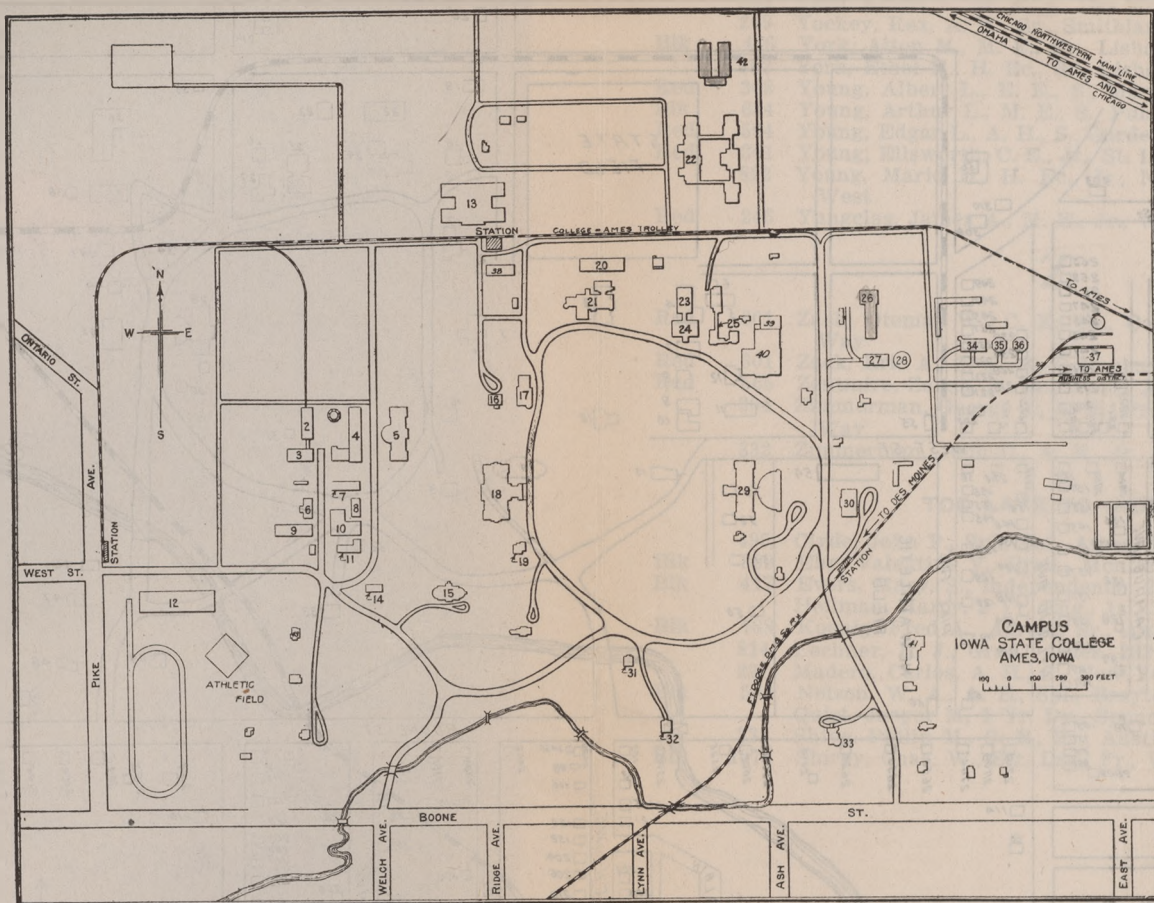 CHICAGO NORTHWESTERN MAIN LINE
OMAHA TO AMES AND CHICAGO
42
22
13
STATION
COLLEGE-AMES TROLLEY
38
20
21
23
24
25
39
40
26
27
28
34
35
36
37
TO AMES
TO AMES
BUSINESS DISTRICT
N
W E
S
ONTARIO ST.
AVE.
STATION
2
3
4
5
6
7
8
9
10
11
16
17
18
19
29
30
TO DES MOINES
STATION
WEST ST.
12
14
15
PIKE
ATHLETIC
FIELD
31
32
33
41
FT DODGE D.M. & SO. RY.
CAMPUS
IOWA STATE COLLEGE
AMES, IOWA
100 0 100 200 300 FEET
BOONE
ST.
WELCH AVE.
RIDGE AVE.
LYNN AVE.
ASH AVE.
EAST AVE.